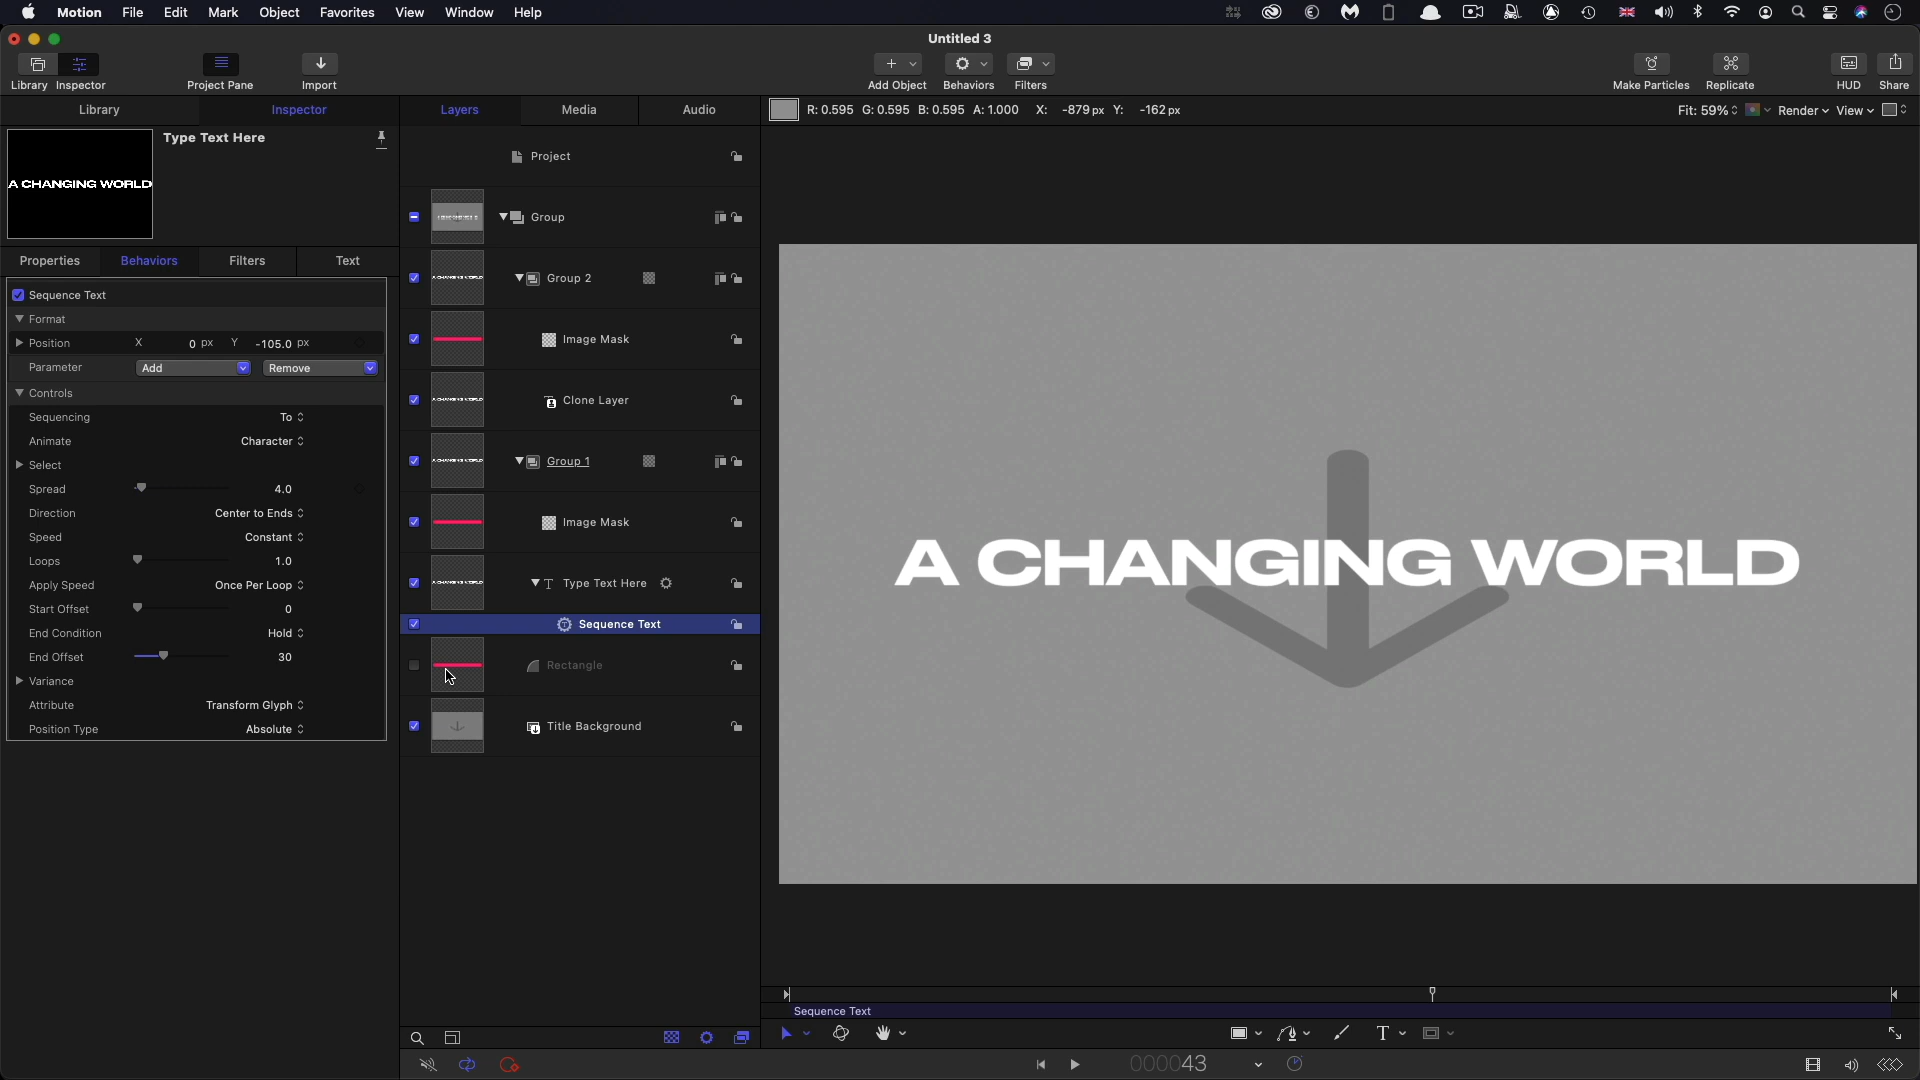 Motion File Edit Mark Object Favorites View Window Help
Untitled 3
Library Inspector Project Pane Import Add Object Behaviors Filters Make Particles Replicate HUD Share
Library Inspector Layers Media Audio R: 0.595 G: 0.595 B: 0.595 A: 1.000 X: -879 px Y: -162 px Fit: 59% Render View
Type Text Here
A CHANGING WORLD
Properties Behaviors Filters Text
Sequence Text
Format
Position X 0 px Y -105.0 px
Parameter Add Remove
Controls
Sequencing To
Animate Character
Select
Spread 4.0
Direction Center to Ends
Speed Constant
Loops 1.0
Apply Speed Once Per Loop
Start Offset 0
End Condition Hold
End Offset 30
Variance
Attribute Transform Glyph
Position Type Absolute
Project
Group
Group 2
Image Mask
Clone Layer
Group 1
Image Mask
Type Text Here
Sequence Text
Rectangle
Title Background
A CHANGING WORLD
Sequence Text
T
000043